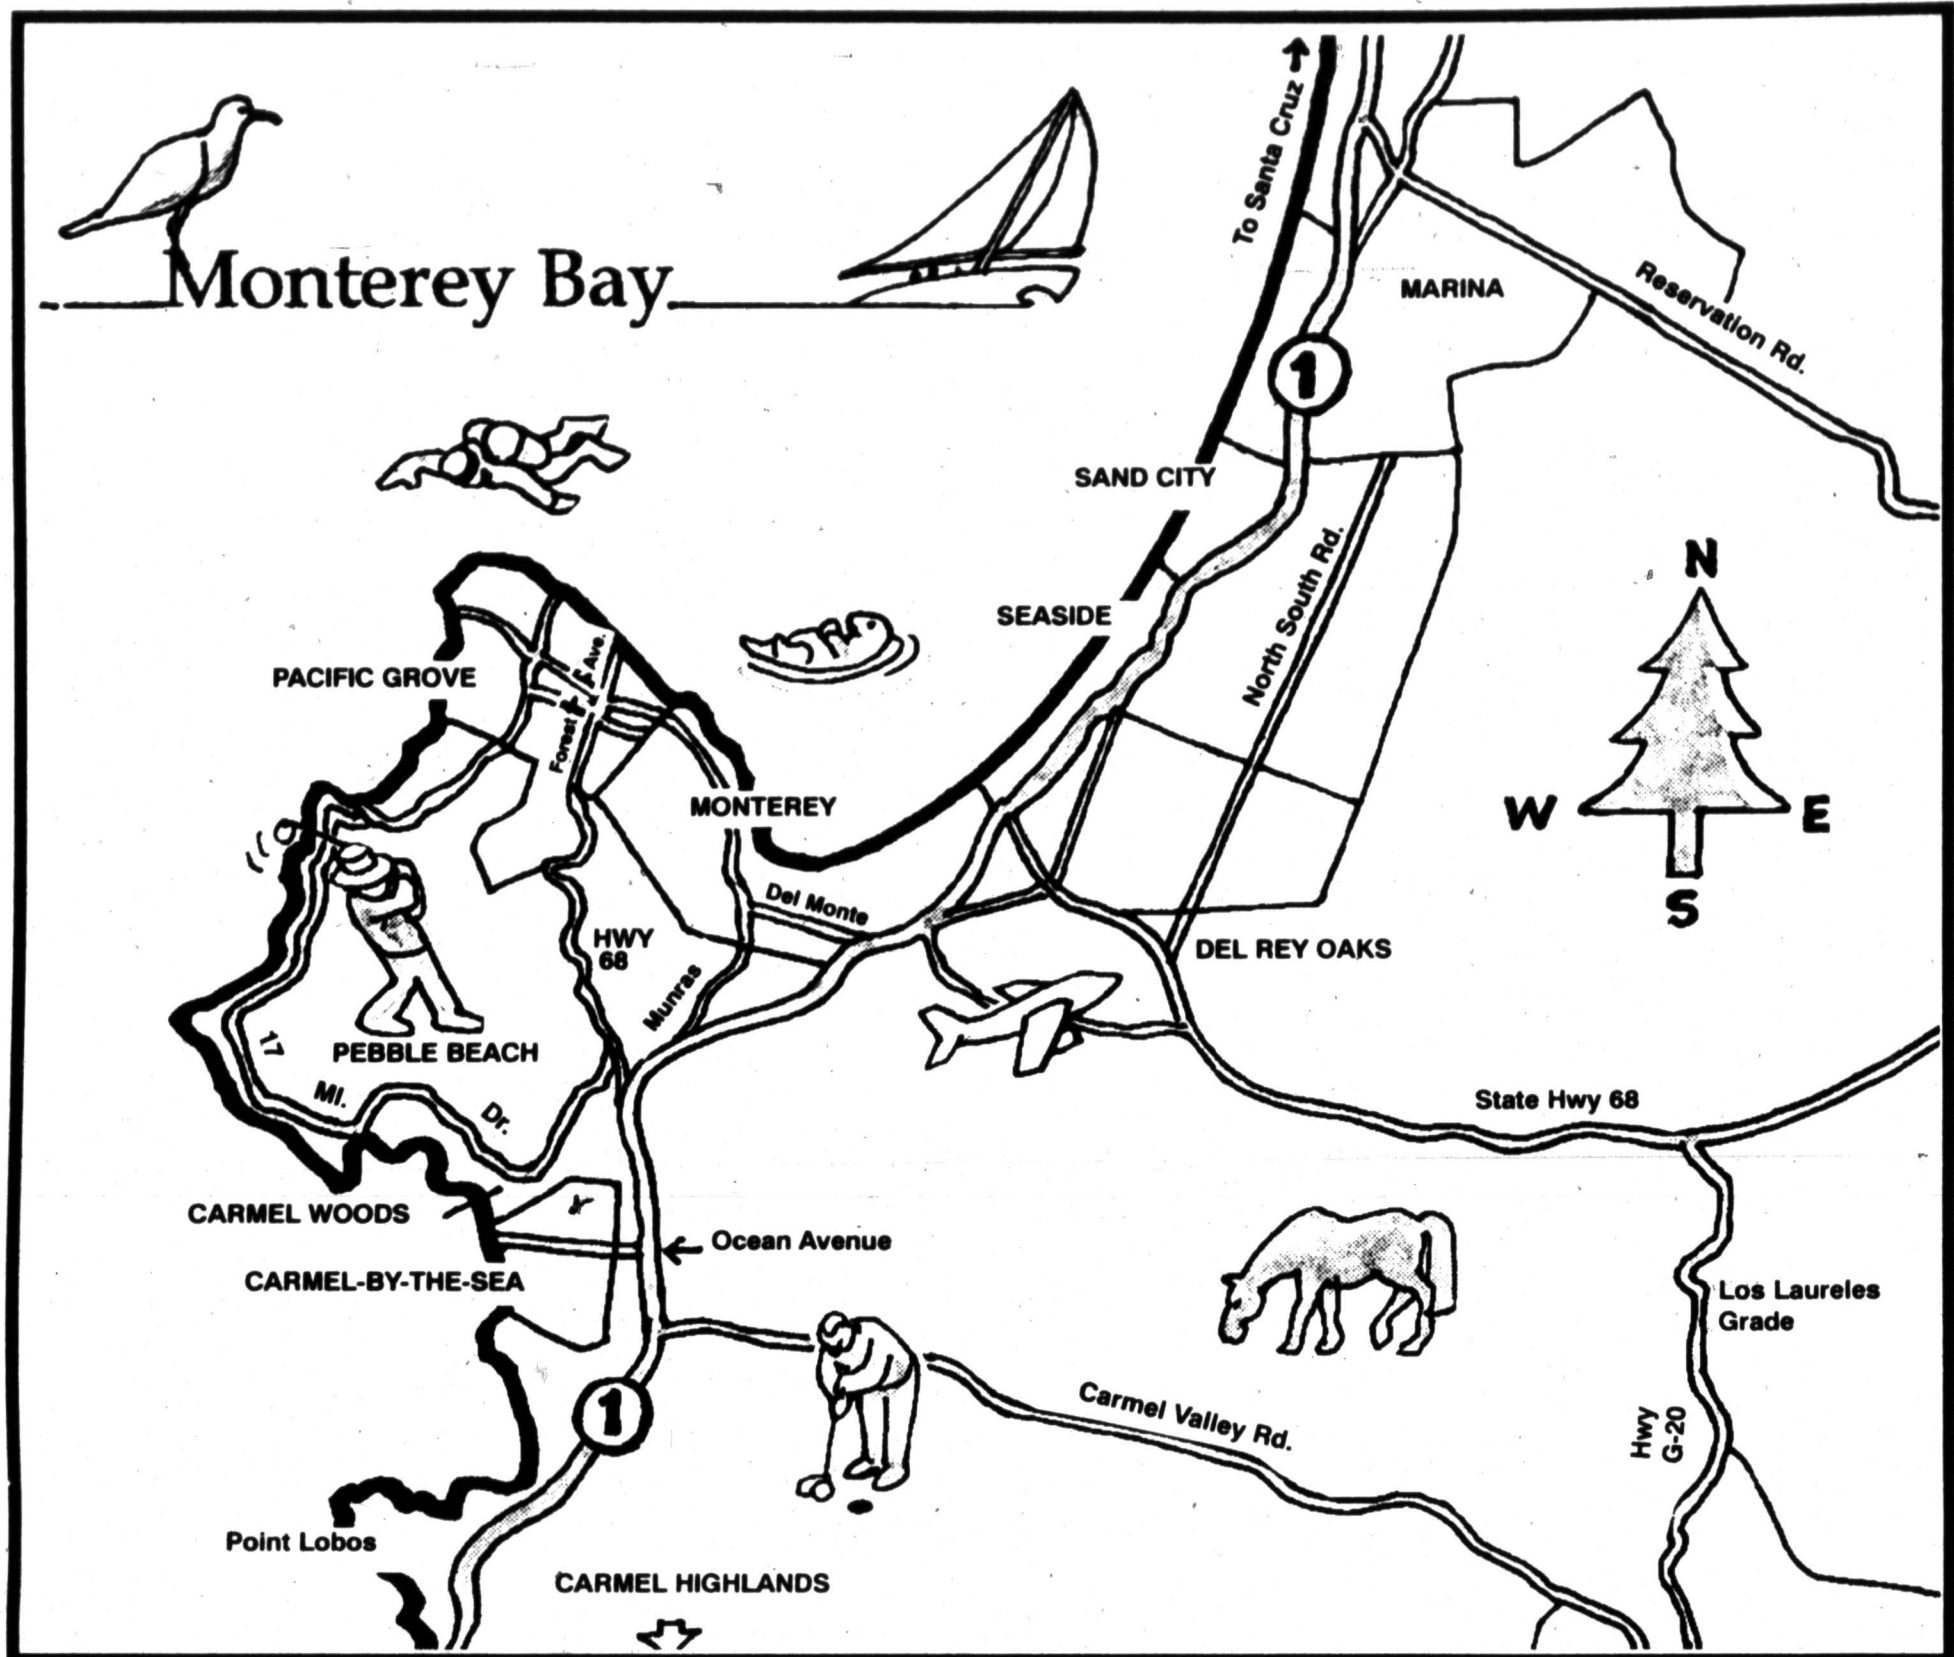 To Santa Cruz
Monterey Bay
MARINA
Reservation Rd.
1
SAND CITY
North South Rd.
N
SEASIDE
PACIFIC GROVE
Forest Ave.
MONTEREY
W
E
S
Del Monte
HWY
68
DEL REY OAKS
Munras
17
MI.
Dr.
PEBBLE BEACH
State Hwy 68
CARMEL WOODS
Ocean Avenue
CARMEL-BY-THE-SEA
Los Laureles
Grade
1
Carmel Valley Rd.
Hwy
G-20
Point Lobos
CARMEL HIGHLANDS